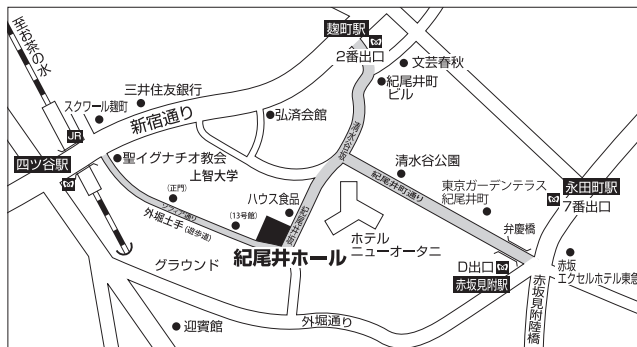 至お茶の水
麹町駅
2番出口
文芸春秋
紀尾井町
ビル
三井住友銀行
スクワール麹町
新宿通り
弘済会館
JR
四ツ谷駅
聖イグナチオ教会
上智大学
(正門)
ソフィア通り
外堀土手(遊歩道)
(13号館)
ハウス食品
紀尾井坂
清水谷坂
清水谷公園
紀尾井町通り
東京ガーデンテラス
紀尾井町
永田町駅
7番出口
弁慶橋
ホテル
ニューオータニ
紀尾井ホール
グラウンド
D出口
赤坂見附駅
赤坂
エクセルホテル東急
赤坂見附陸橋
外堀通り
迎賓館